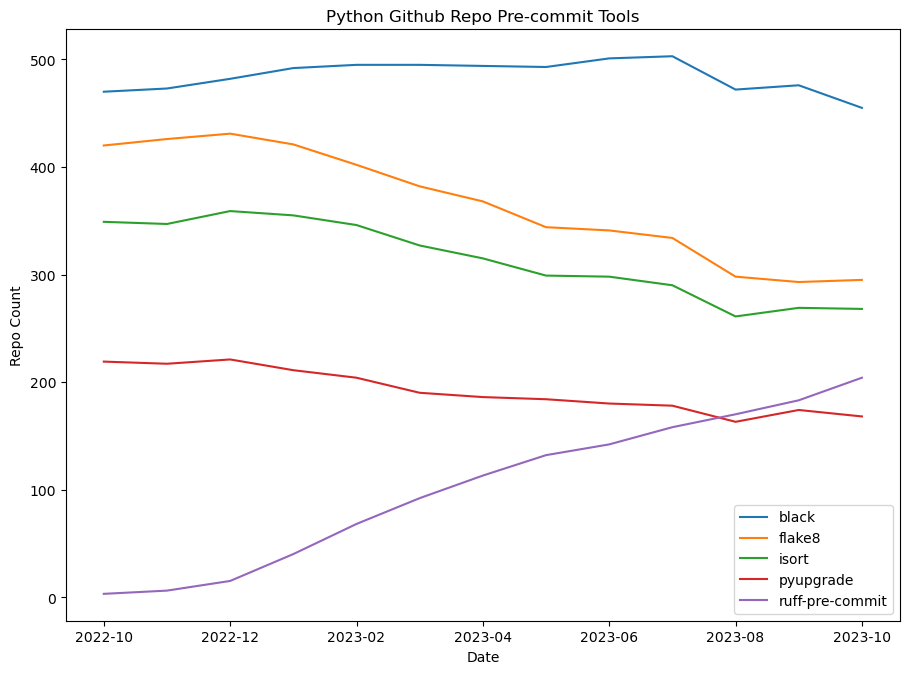 Python Github Repo Pre-commit Tools
Repo Count
500
400
300
200
100
0
2022-10
2022-12
2023-02
2023-04
2023-06
2023-08
2023-10
Date
black
flake8
isort
pyupgrade
ruff-pre-commit